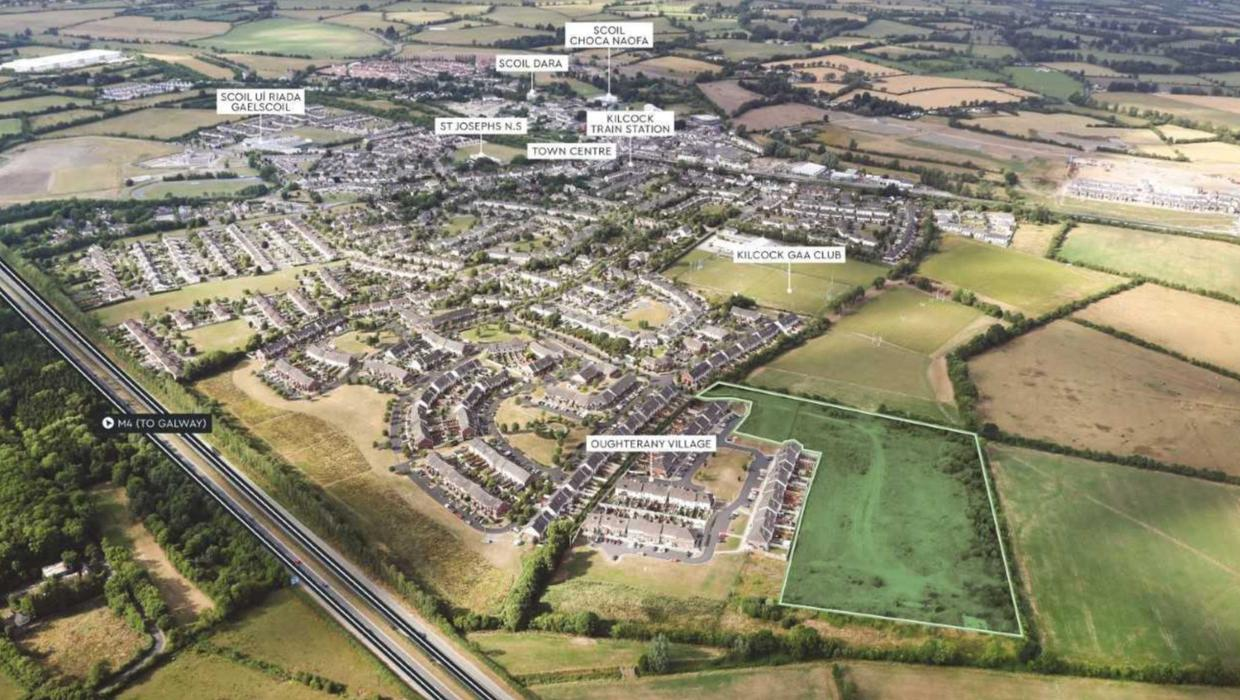 SCOIL
CHOCA NAOFA
SCOIL DARA
SCOIL UÍ RIADA
GAELSCOIL
ST JOSEPHS N.S
KILCOCK
TRAIN STATION
TOWN CENTRE
KILCOCK GAA CLUB
M4 (TO GALWAY)
OUGHTERANY VILLAGE